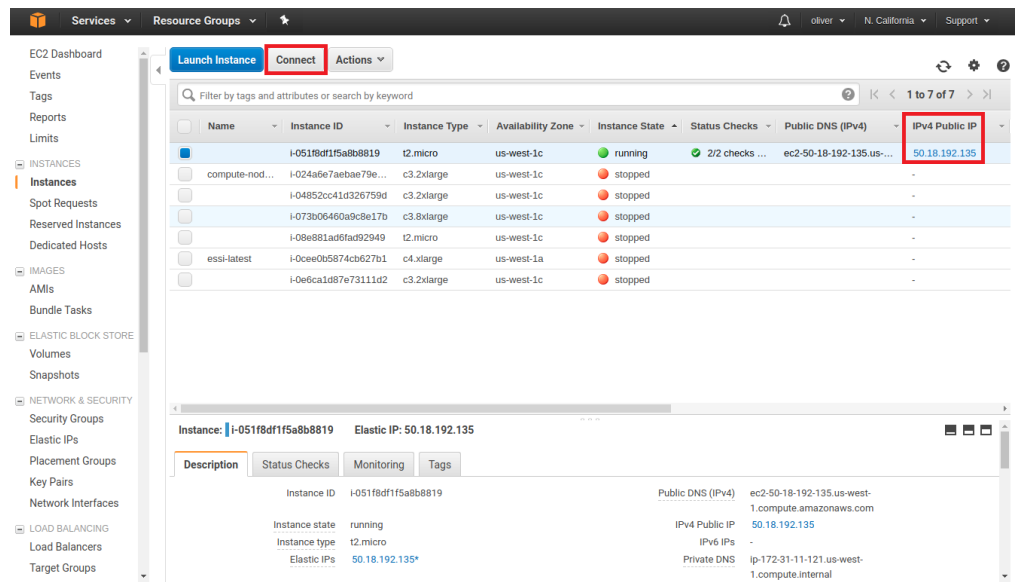 Services Resource Groups oliver N. California Support
EC2 Dashboard
Events
Tags
Reports
Limits
INSTANCES
Instances
Spot Requests
Reserved Instances
Dedicated Hosts
IMAGES
AMIs
Bundle Tasks
ELASTIC BLOCK STORE
Volumes
Snapshots
NETWORK & SECURITY
Security Groups
Elastic IPs
Placement Groups
Key Pairs
Network Interfaces
LOAD BALANCING
Load Balancers
Target Groups
Launch Instance Connect Actions
Filter by tags and attributes or search by keyword 1 to 7 of 7
Name Instance ID Instance Type Availability Zone Instance State Status Checks Public DNS (IPv4) IPv4 Public IP
i-051f8df1f5a8b8819 t2.micro us-west-1c running 2/2 checks ... ec2-50-18-192-135.us-... 50.18.192.135
compute-nod... i-024a6e7aebae79e... c3.2xlarge us-west-1c stopped -
i-04852cc41d326759d c3.2xlarge us-west-1c stopped -
i-073b06460a9c8e17b c3.8xlarge us-west-1c stopped -
i-08e881ad6fad92949 t2.micro us-west-1c stopped -
essi-latest i-0cee0b5874cb627b1 c4.xlarge us-west-1a stopped -
i-0e6ca1d87e73111d2 c3.2xlarge us-west-1c stopped -
Instance: i-051f8df1f5a8b8819 Elastic IP: 50.18.192.135
Description Status Checks Monitoring Tags
Instance ID i-051f8df1f5a8b8819 Public DNS (IPv4) ec2-50-18-192-135.us-west-
1.compute.amazonaws.com
Instance state running IPv4 Public IP 50.18.192.135
Instance type t2.micro IPv6 IPs -
Elastic IPs 50.18.192.135* Private DNS ip-172-31-11-121.us-west-
1.compute.internal